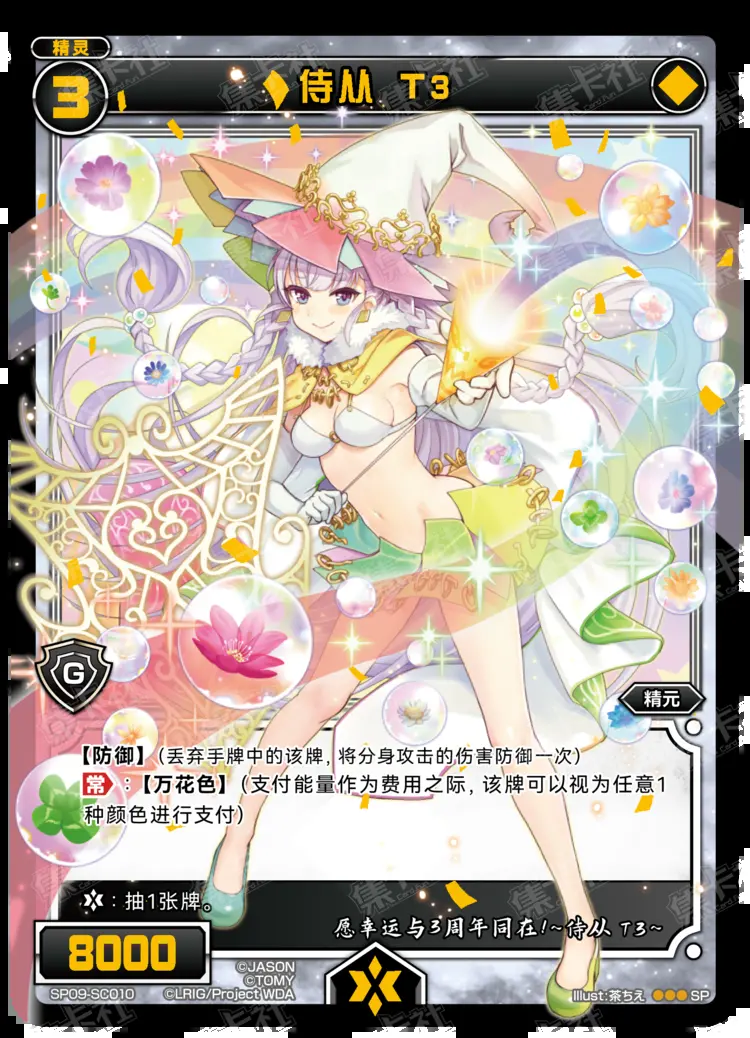 精灵
3
侍从 T3
G
精元
【防御】（丢弃手牌中的该牌, 将分身攻击的伤害防御一次）
常：【万花色】（支付能量作为费用之际, 该牌可以视为任意1
种颜色进行支付）
：抽1张牌。
愿幸运与3周年同在!~侍从 T3~
8000
©JASON
©TOMY
SP09-SC010 ©LRIG/Project WDA
Illust:茶ちえ SP
集卡社